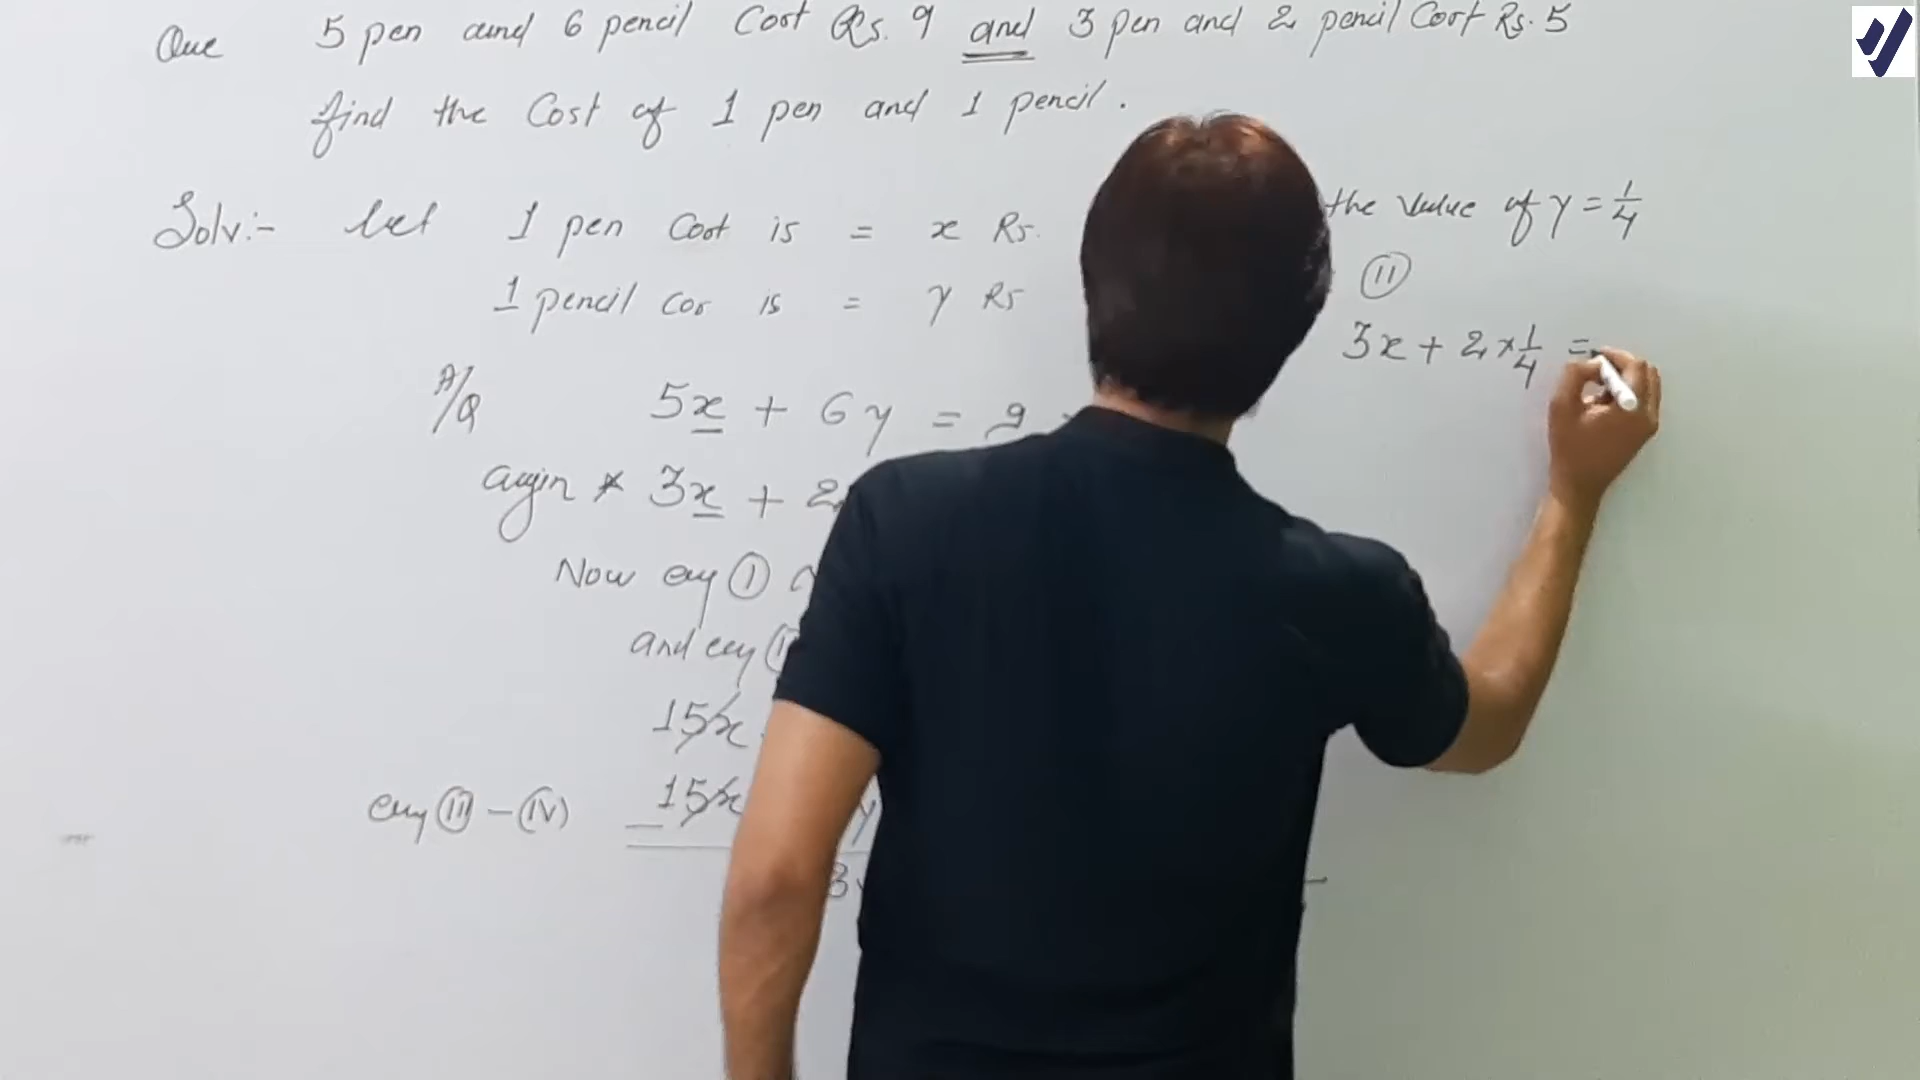 Que 5 pen and 6 pencil Cost Rs. 9 and 3 pen and 2 pencil Cost Rs. 5
find the Cost of 1 pen and 1 pencil.
Solv:- let 1 pen Cost is = x Rs.
1 pencil cos is = y Rs
A/Q 5x + 6y = 9
agin * 3x + 2
Now eq (I)
and eq
15x
15x
eq (III) - (IV)
3y
the value of y = 1/4
(II)
3x + 2 × 1/4 =